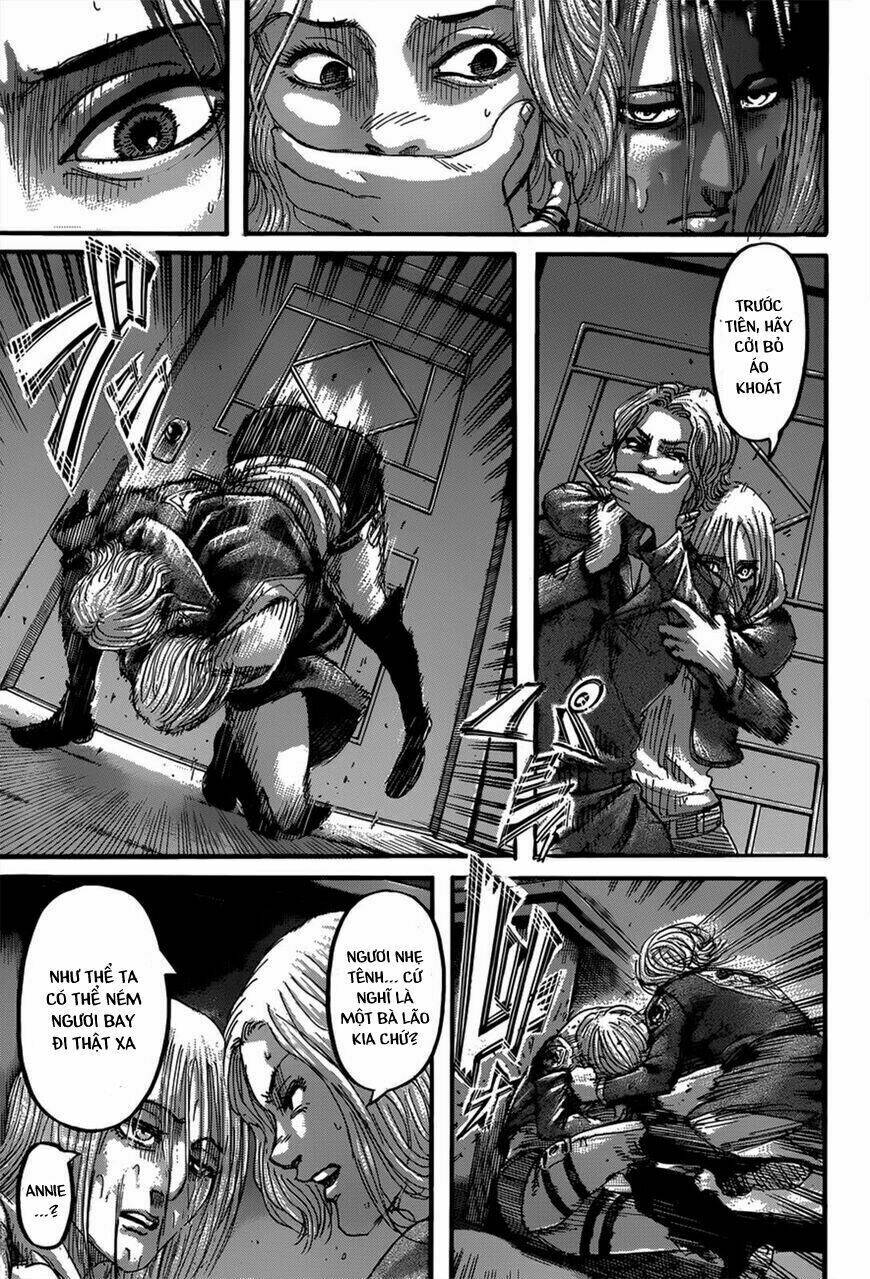 TRƯỚC
TIÊN, HÃY
CỞI BỎ
ÁO
KHOÁT
NGƯƠI NHẸ
TÊNH... CỨ
NGHĨ LÀ
MỘT BÀ LÃO
KIA CHỨ?
NHƯ THỂ TA
CÓ THỂ NÉM
NGƯƠI BAY
ĐI THẬT XA
ANNIE
...?